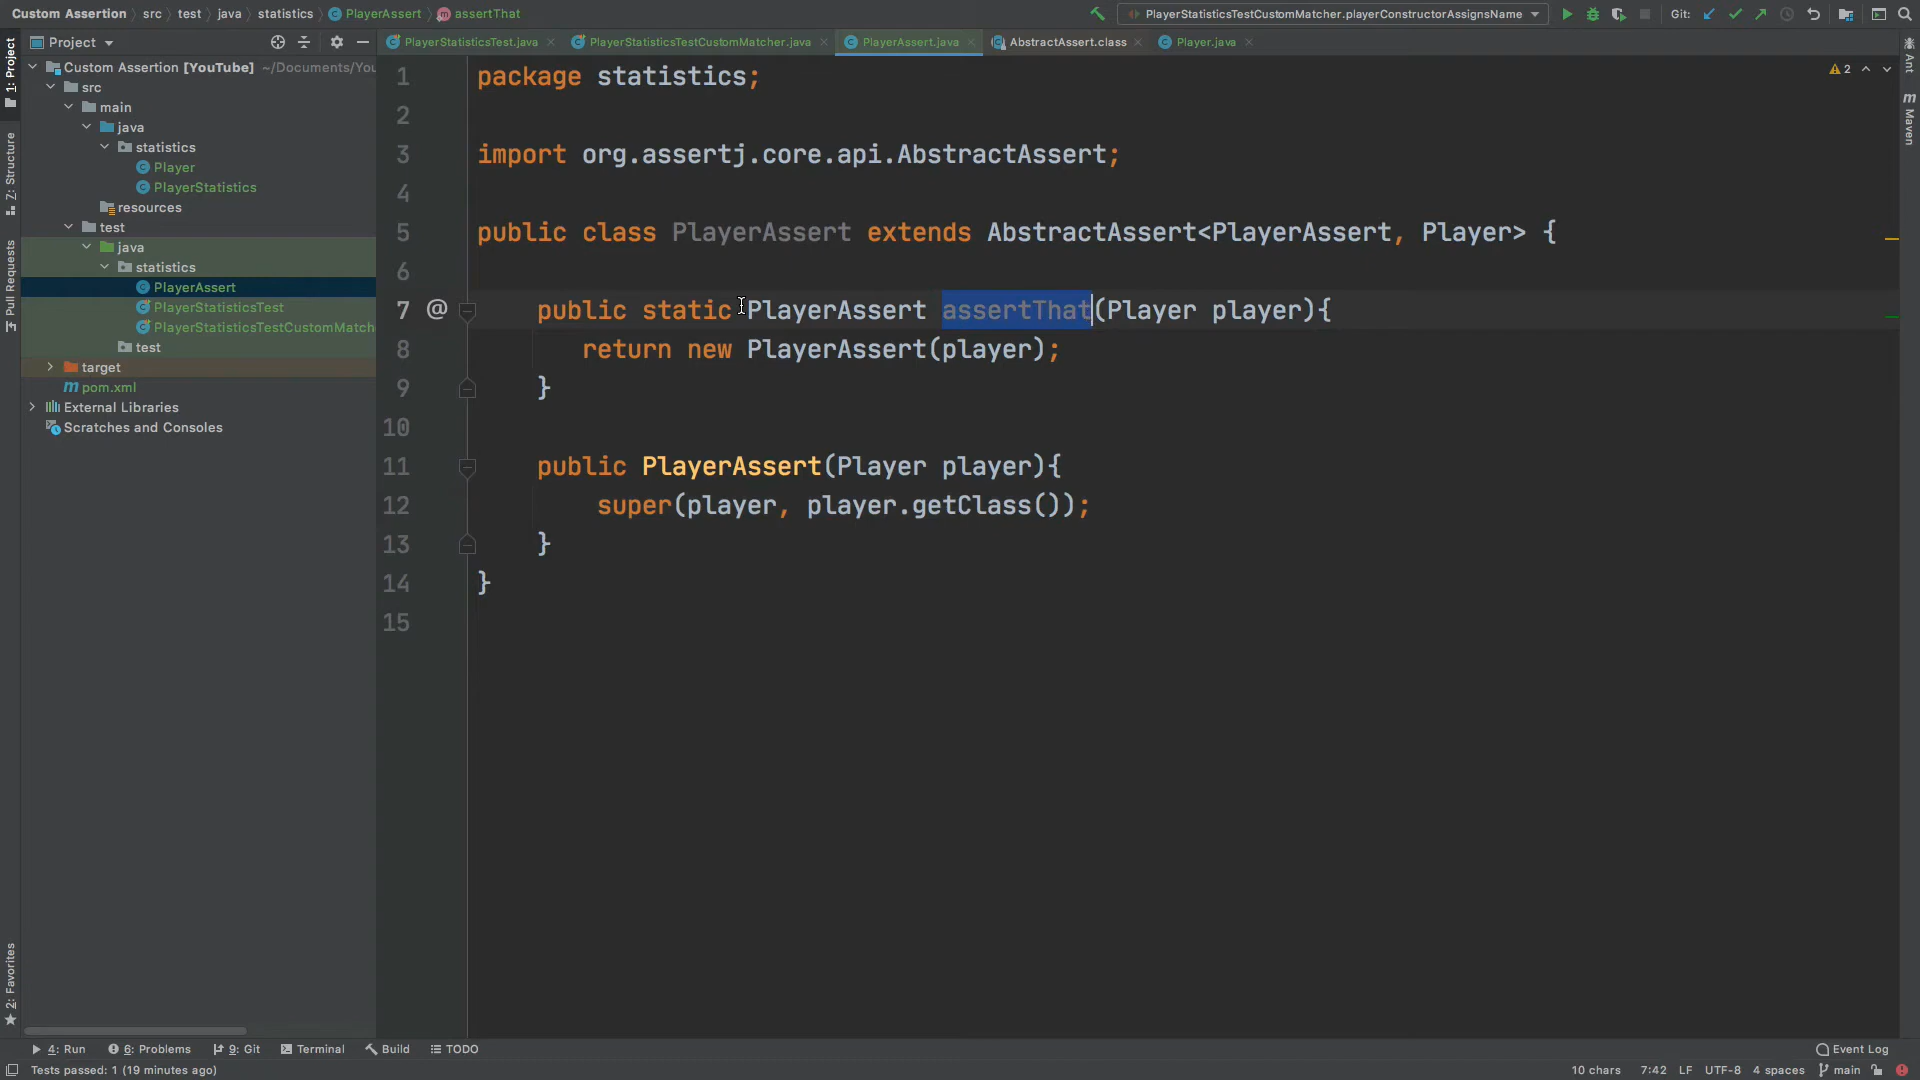 Custom Assertion src test java statistics PlayerAssert assertThat
PlayerStatisticsTestCustomMatcher.playerConstructorAssignsName
Git:
Project
PlayerStatisticsTest.java
PlayerStatisticsTestCustomMatcher.java
PlayerAssert.java
AbstractAssert.class
Player.java
1: Project
Z: Structure
Pull Requests
2: Favorites
Custom Assertion [YouTube] ~/Documents/You
src
main
java
statistics
Player
PlayerStatistics
resources
test
java
statistics
PlayerAssert
PlayerStatisticsTest
PlayerStatisticsTestCustomMatch
test
target
pom.xml
External Libraries
Scratches and Consoles
1 package statistics;
2
3 import org.assertj.core.api.AbstractAssert;
4
5 public class PlayerAssert extends AbstractAssert<PlayerAssert, Player> {
6
7 @ public static PlayerAssert assertThat(Player player){
8 return new PlayerAssert(player);
9 }
10
11 public PlayerAssert(Player player){
12 super(player, player.getClass());
13 }
14 }
15
2
Ant
m Maven
4: Run
6: Problems
9: Git
Terminal
Build
TODO
Event Log
Tests passed: 1 (19 minutes ago)
10 chars 7:42 LF UTF-8 4 spaces main